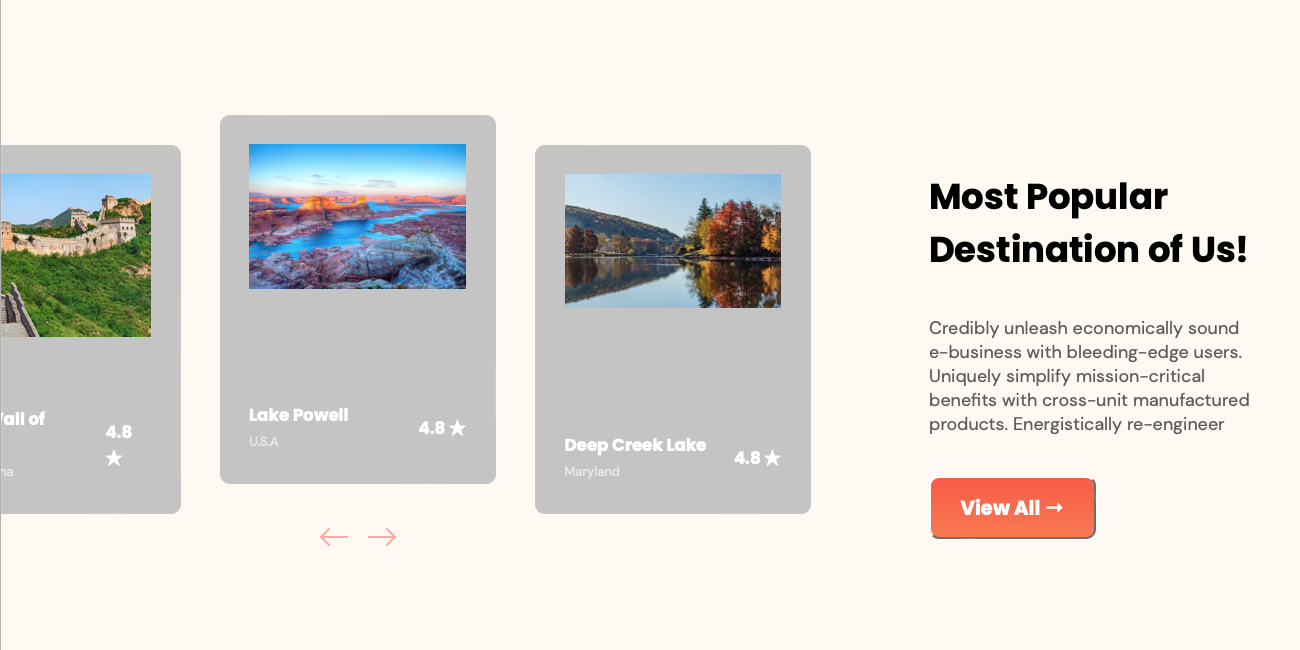 all of
4.8
★
na
Lake Powell
4.8 ★
U.S.A
Deep Creek Lake
4.8 ★
Maryland
Most Popular
Destination of Us!
Credibly unleash economically sound
e-business with bleeding-edge users.
Uniquely simplify mission-critical
benefits with cross-unit manufactured
products. Energistically re-engineer
View All →